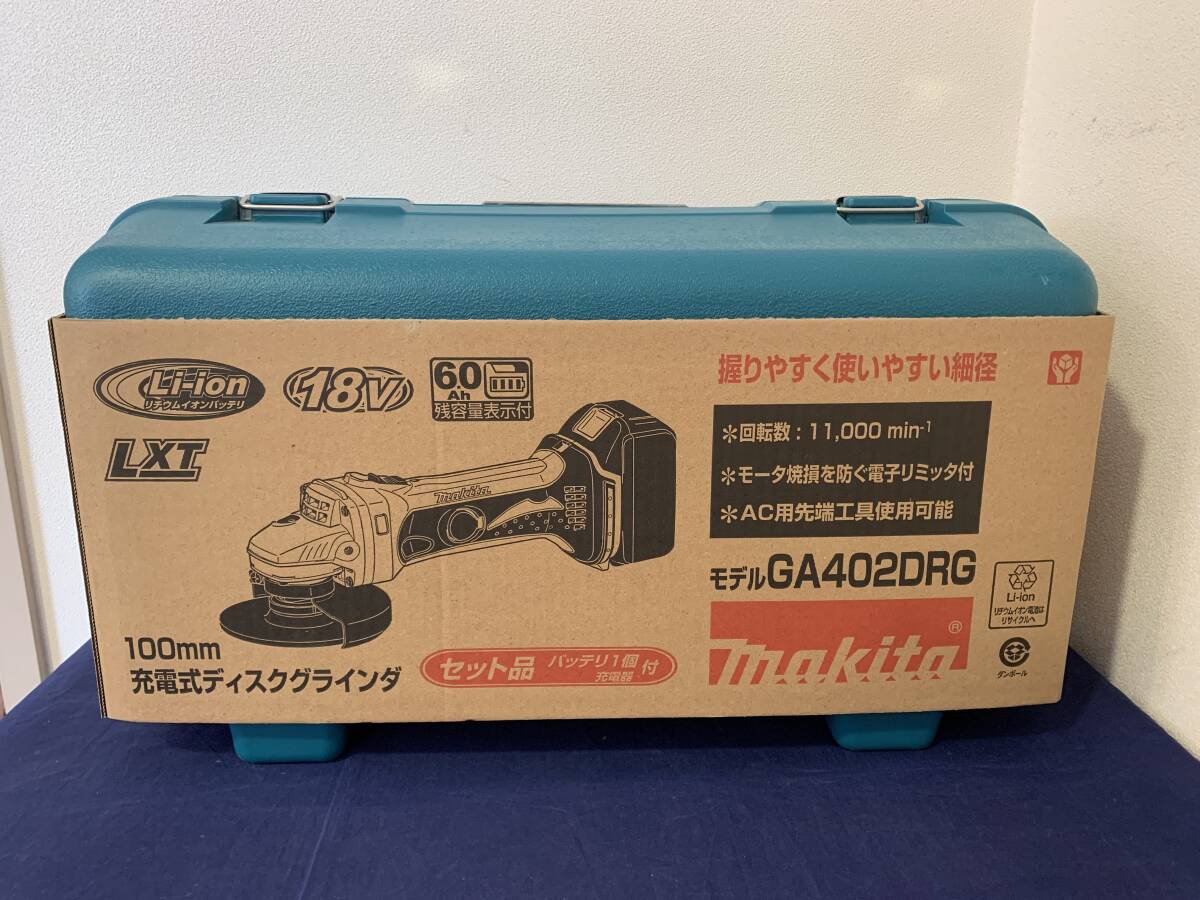 Li-ion
リチウムイオンバッテリ
18V
6.0
Ah
残容量表示付
LXT
makita
100mm
充電式ディスクグラインダ
セット品 バッテリ1個
充電器
付
握りやすく使いやすい細径
＊回転数：11,000 min-1
＊モータ焼損を防ぐ電子リミッタ付
＊AC用先端工具使用可能
モデルGA402DRG
makita®
Li-ion
リチウムイオン電池は
リサイクルへ
ダンボール